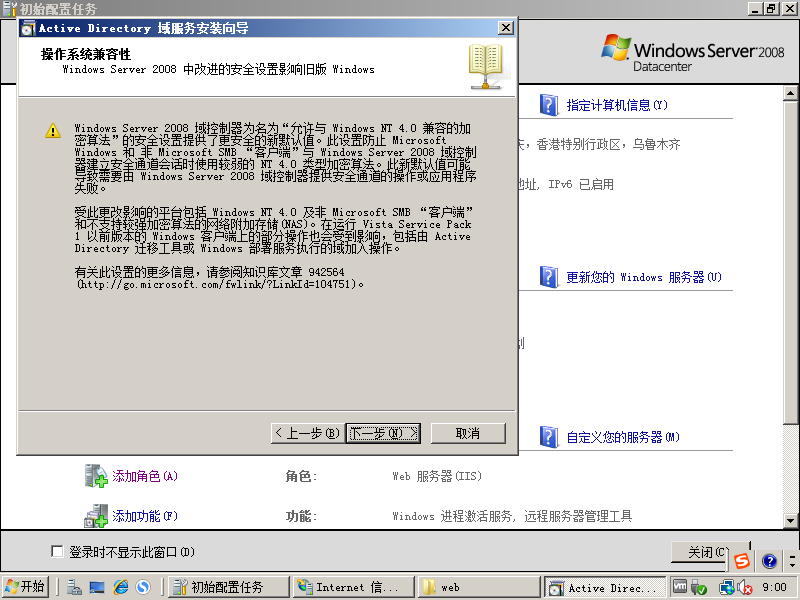 初始配置任务
Active Directory 域服务安装向导
操作系统兼容性
Windows Server 2008 中改进的安全设置影响旧版 Windows
Windows Server 2008
Datacenter
Windows Server 2008 域控制器为名为“允许与 Windows NT 4.0 兼容的加
密算法”的安全设置提供了更安全的新默认值。此设置防止 Microsoft
Windows 和 非 Microsoft SMB “客户端”与 Windows Server 2008 域控制
器建立安全通道会话时使用较弱的 NT 4.0 类型加密算法。此新默认值可能
导致需要由 Windows Server 2008 域控制器提供安全通道的操作或应用程序
失败。
受此更改影响的平台包括 Windows NT 4.0 及非 Microsoft SMB “客户端”
和不支持较强加密算法的网络附加存储(NAS)。在运行 Vista Service Pack
1 以前版本的 Windows 客户端上的部分操作也会受到影响，包括由 Active
Directory 迁移工具或 Windows 部署服务执行的域加入操作。
有关此设置的更多信息，请参阅知识库文章 942564
(http://go.microsoft.com/fwlink/?LinkId=104751)。
<上一步(B) 下一步(N)> 取消
指定计算机信息(Y)
，香港特别行政区，乌鲁木齐
地址, IPv6 已启用
更新您的 Windows 服务器(U)
自定义您的服务器(M)
添加角色(A) 角色: Web 服务器(IIS)
添加功能(F) 功能: Windows 进程激活服务, 远程服务器管理工具
登录时不显示此窗口(D) 关闭(C
开始 初始配置任务 Internet 信... web Active Direc... 9:00